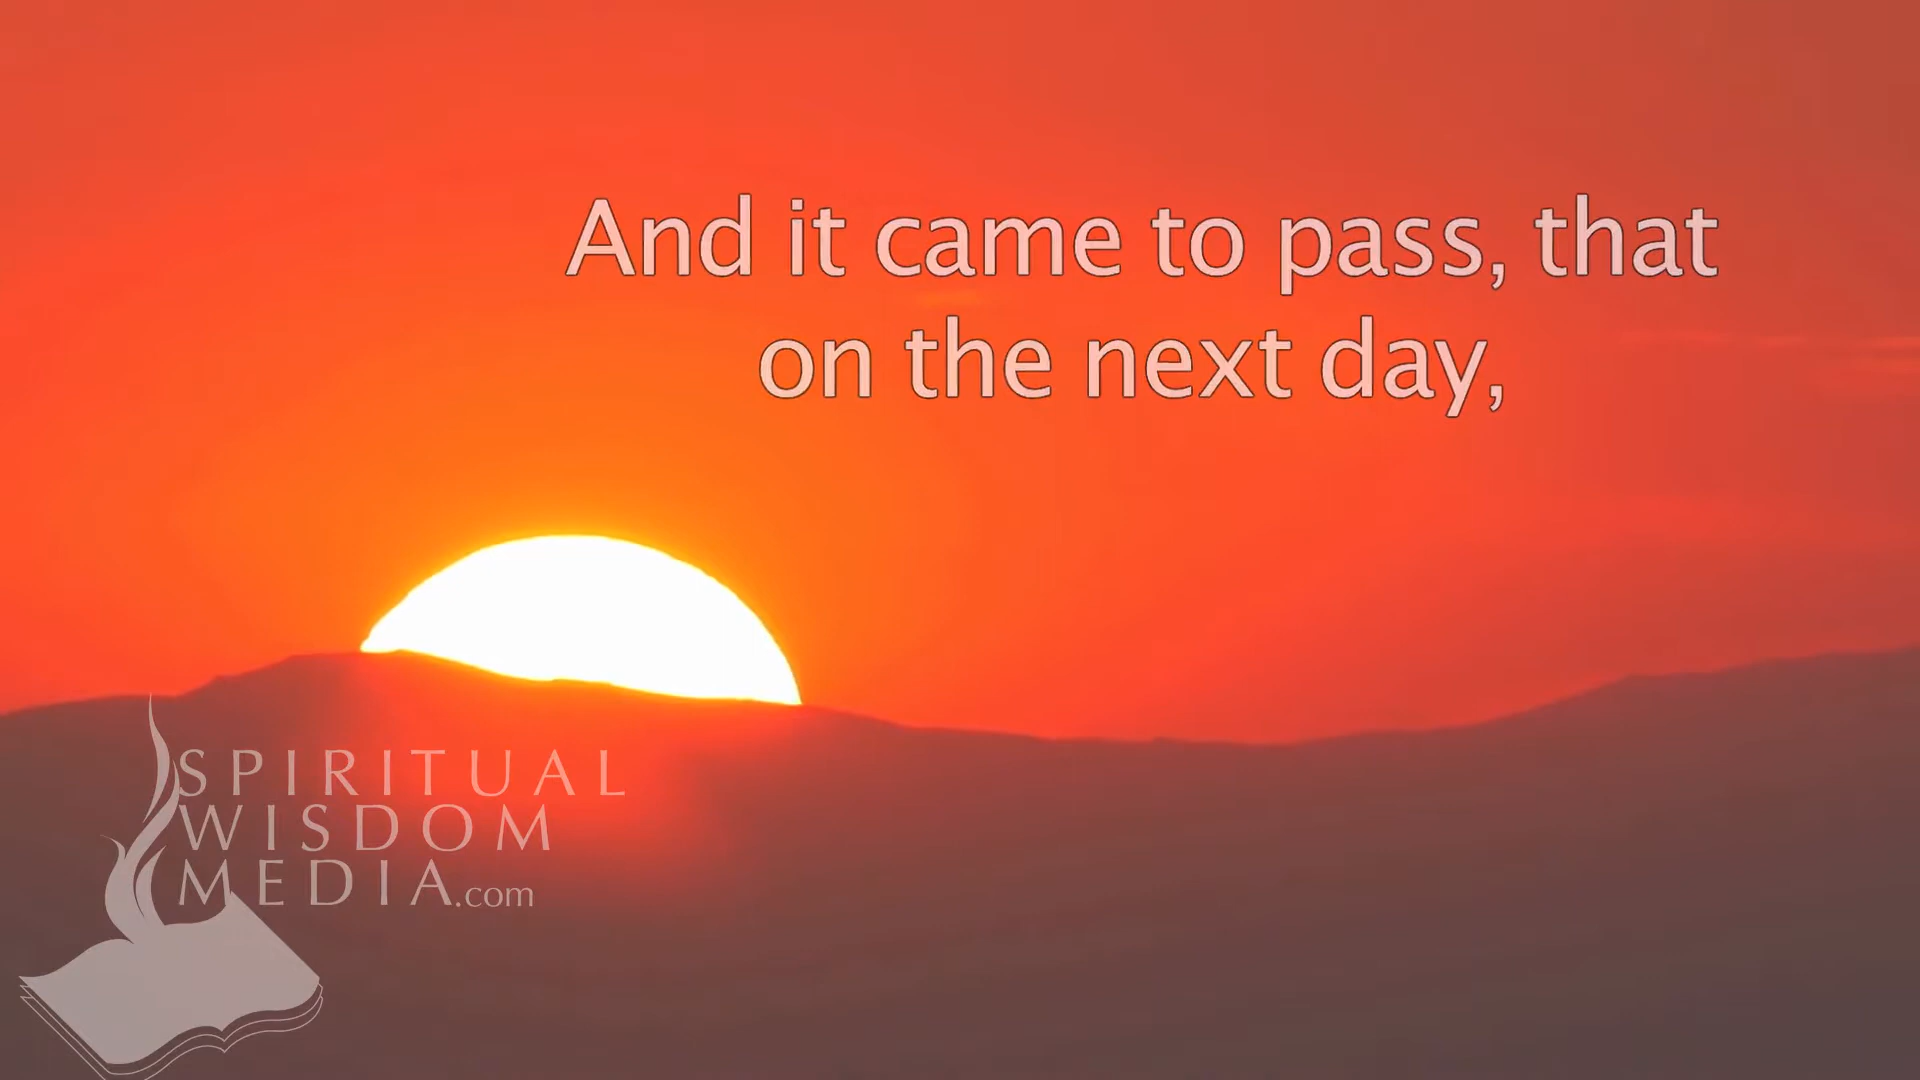 And it came to pass, that
on the next day,
SPIRITUAL
WISDOM
MEDIA.com